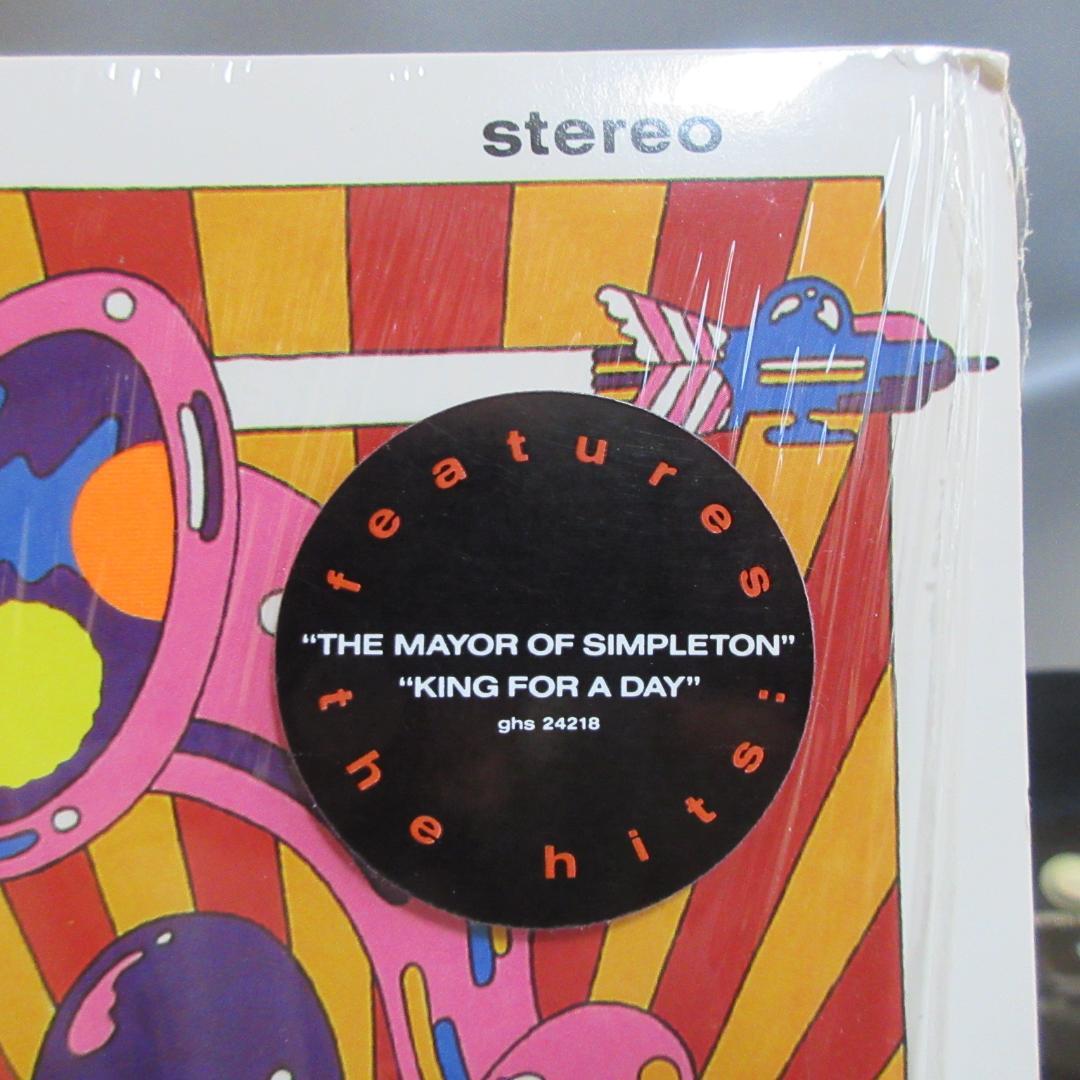 stereo
features
the hits:
“THE MAYOR OF SIMPLETON”
“KING FOR A DAY”
ghs 24218